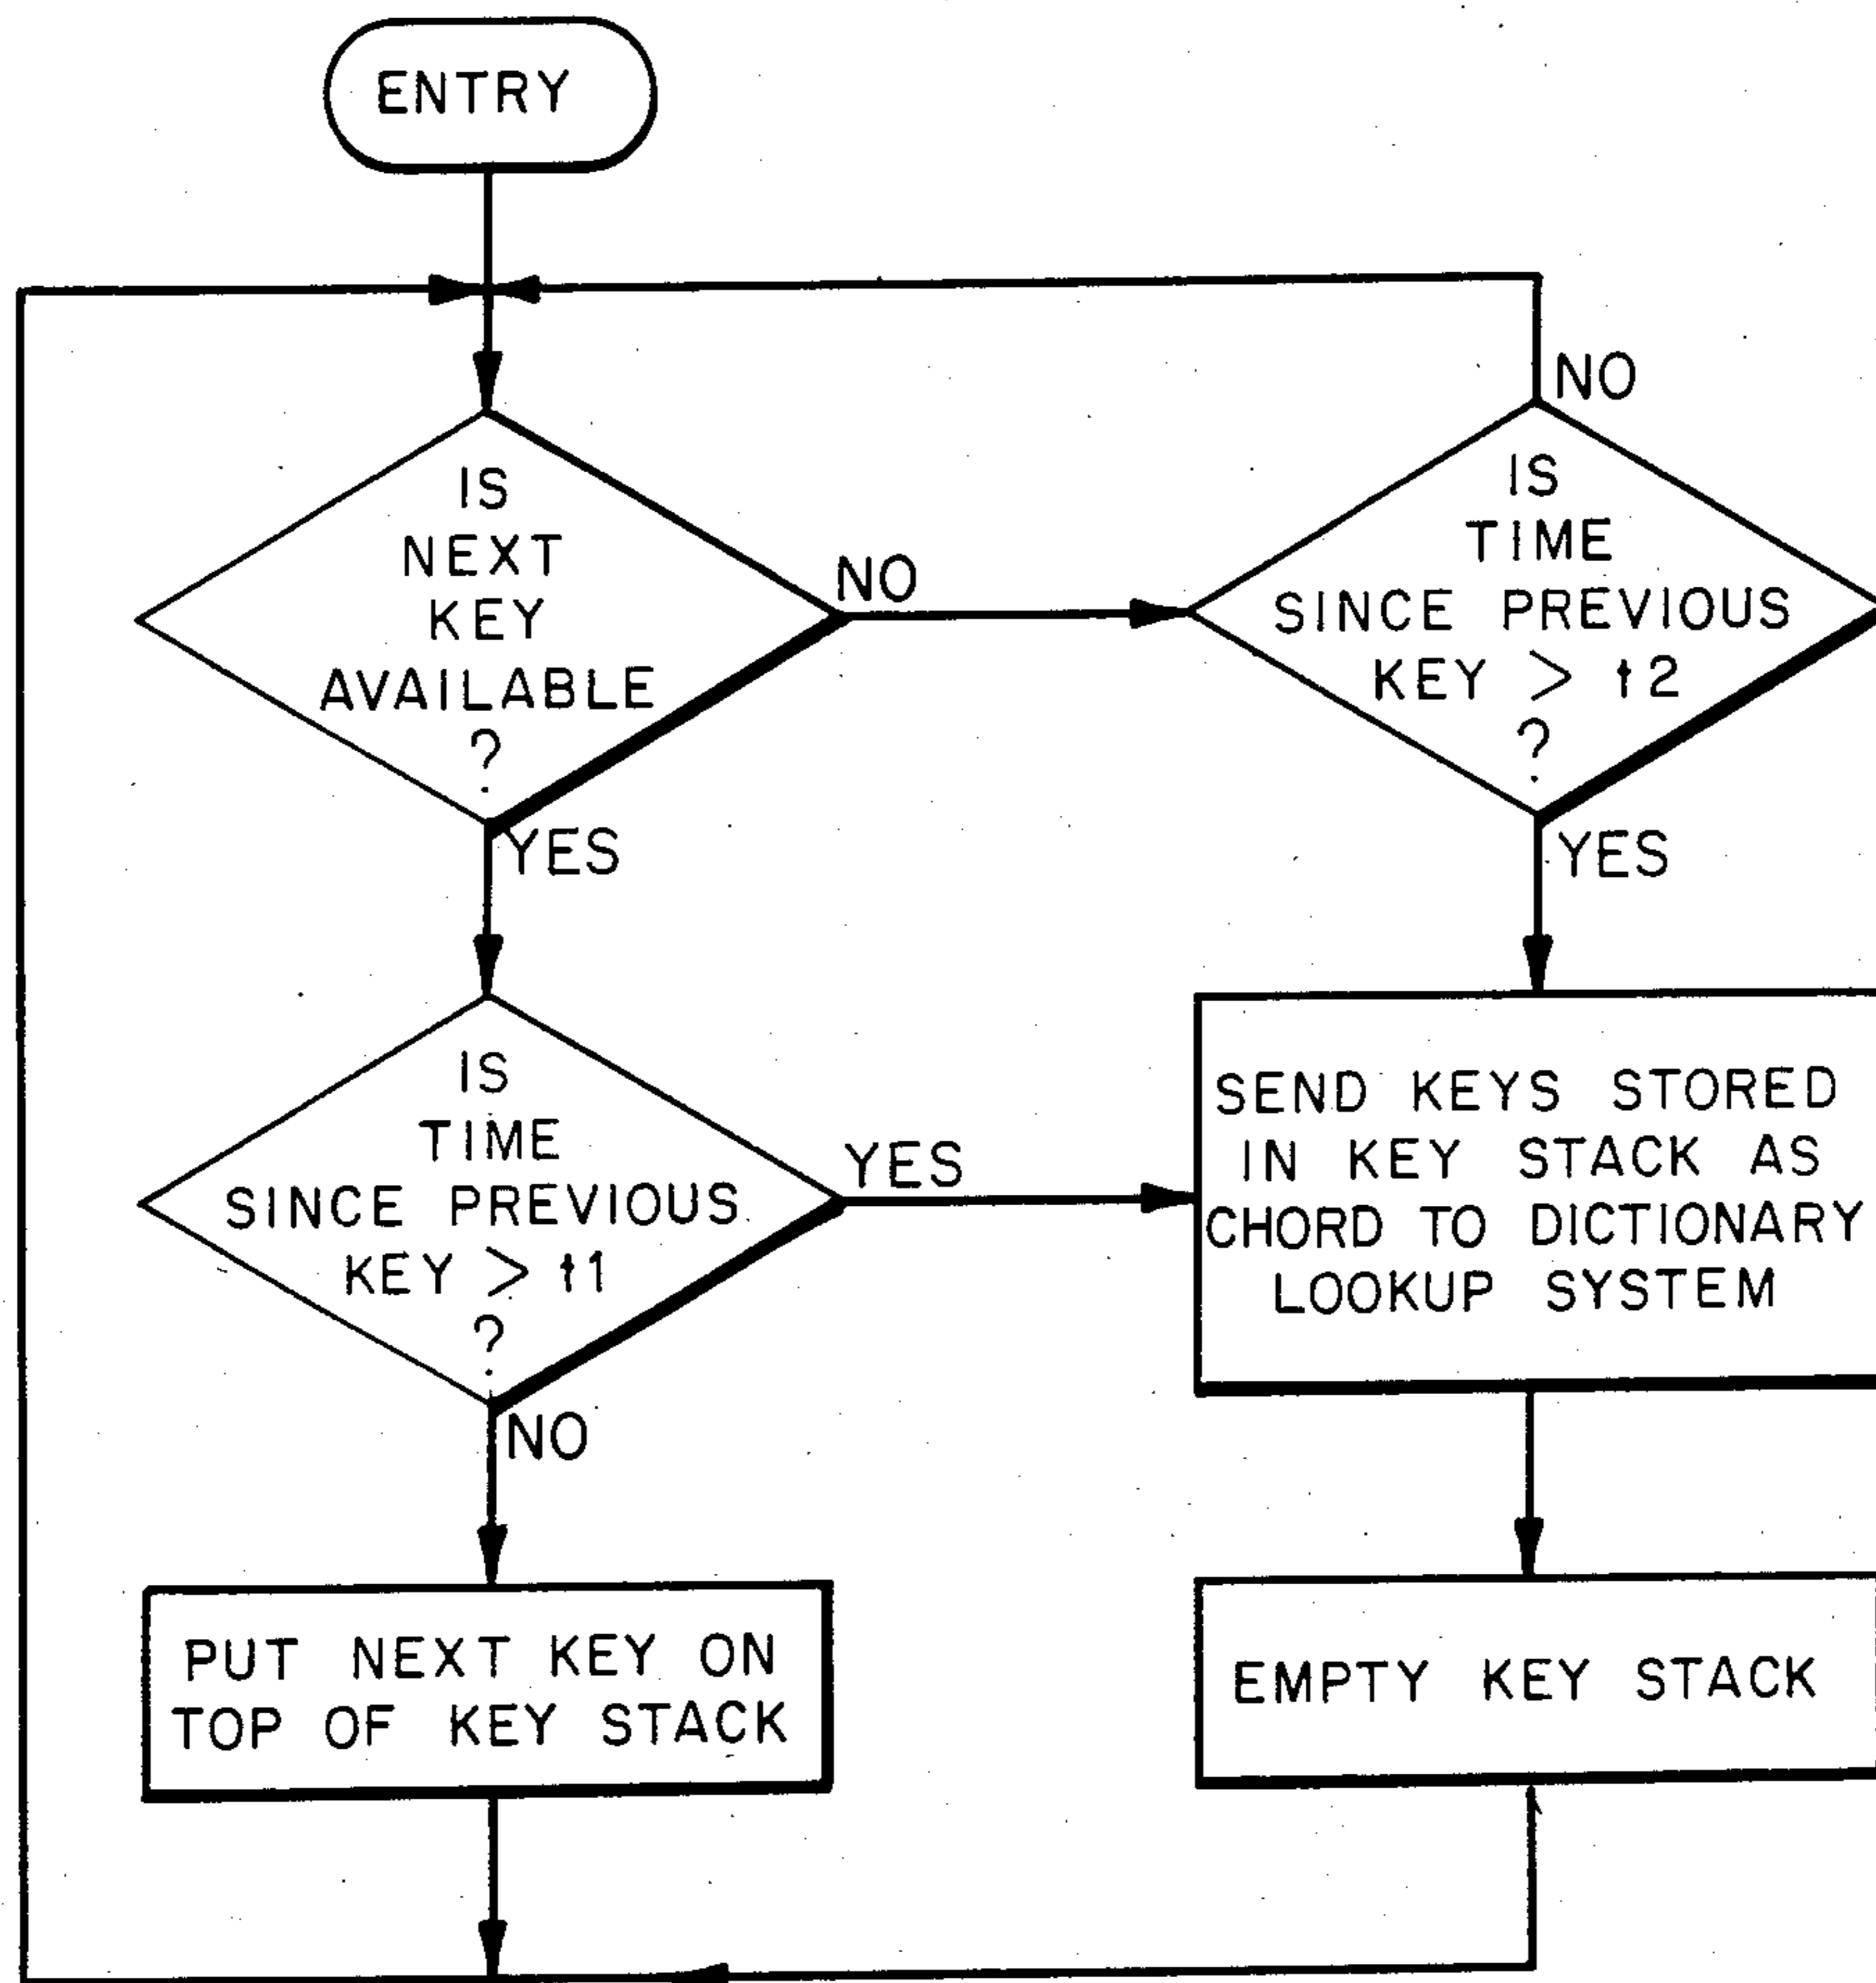 ENTRY
IS
NEXT
KEY
AVAILABLE
?
NO
YES
IS
TIME
SINCE PREVIOUS
KEY > t2
?
NO
YES
IS
TIME
SINCE PREVIOUS
KEY > t1
?
YES
NO
SEND KEYS STORED
IN KEY STACK AS
CHORD TO DICTIONARY
LOOKUP SYSTEM
PUT NEXT KEY ON
TOP OF KEY STACK
EMPTY KEY STACK